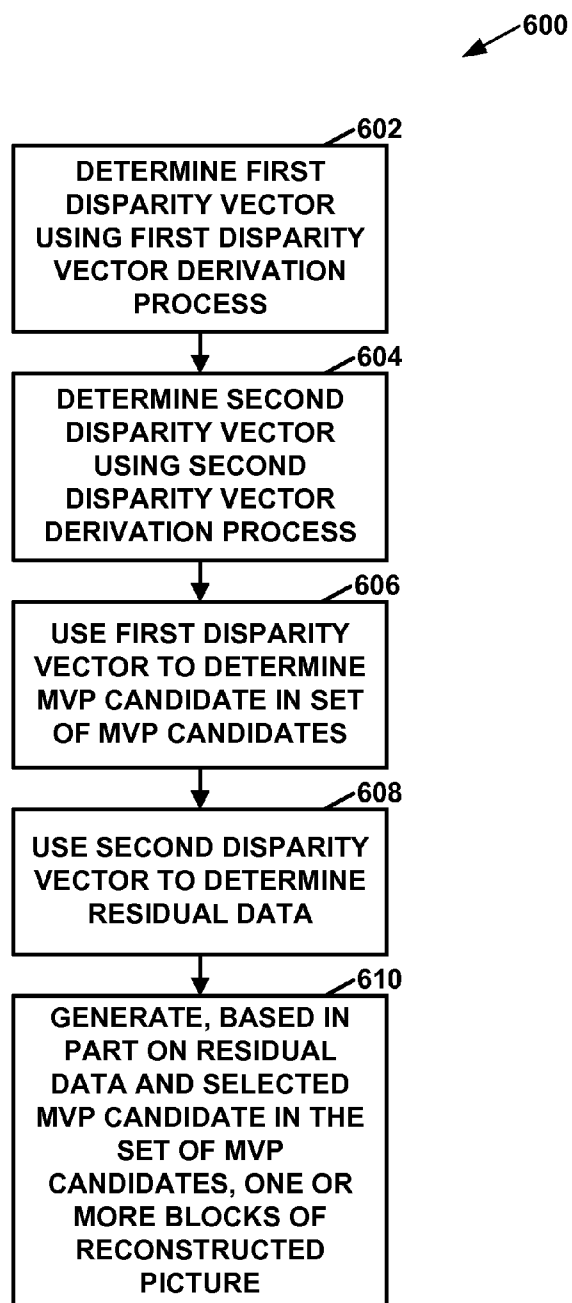 600
602
DETERMINE FIRST
DISPARITY VECTOR
USING FIRST DISPARITY
VECTOR DERIVATION
PROCESS
604
DETERMINE SECOND
DISPARITY VECTOR
USING SECOND
DISPARITY VECTOR
DERIVATION PROCESS
606
USE FIRST DISPARITY
VECTOR TO DETERMINE
MVP CANDIDATE IN SET
OF MVP CANDIDATES
608
USE SECOND DISPARITY
VECTOR TO DETERMINE
RESIDUAL DATA
610
GENERATE, BASED IN
PART ON RESIDUAL
DATA AND SELECTED
MVP CANDIDATE IN THE
SET OF MVP
CANDIDATES, ONE OR
MORE BLOCKS OF
RECONSTRUCTED
PICTURE